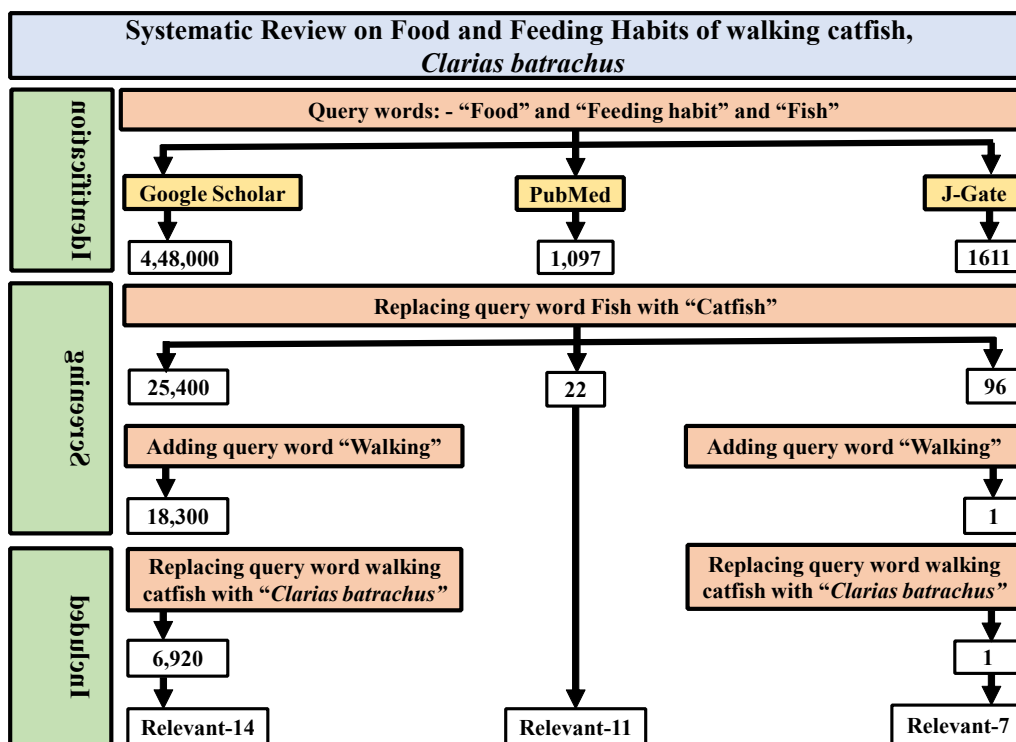 Systematic Review on Food and Feeding Habits of walking catfish,
Clarias batrachus
Identification
Query words: - “Food” and “Feeding habit” and “Fish”
Google Scholar
PubMed
J-Gate
4,48,000
1,097
1611
Screening
Replacing query word Fish with “Catfish”
25,400
22
96
Adding query word “Walking”
Adding query word “Walking”
18,300
1
Included
Replacing query word walking
catfish with “Clarias batrachus”
Replacing query word walking
catfish with “Clarias batrachus”
6,920
1
Relevant-14
Relevant-11
Relevant-7